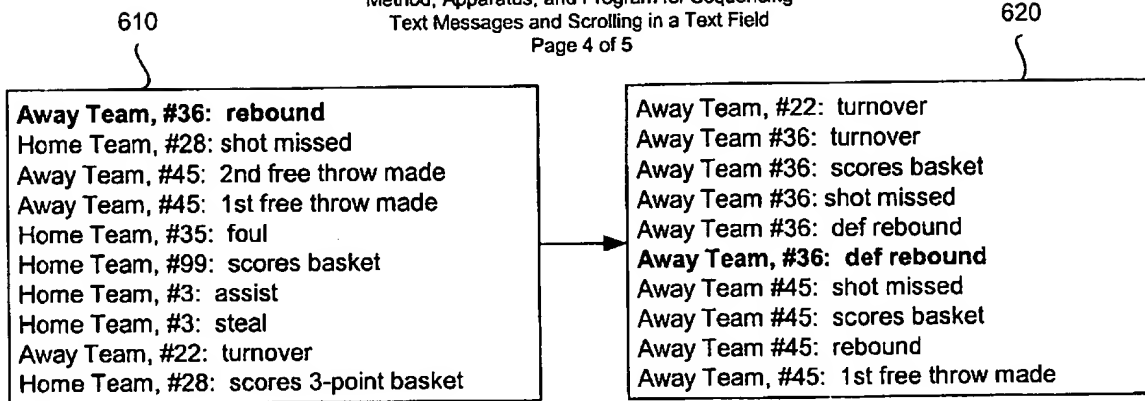 610
Method, Apparatus, and Program for Sequencing
Text Messages and Scrolling in a Text Field
Page 4 of 5
620
Away Team, #36: rebound
Home Team, #28: shot missed
Away Team, #45: 2nd free throw made
Away Team, #45: 1st free throw made
Home Team, #35: foul
Home Team, #99: scores basket
Home Team, #3: assist
Home Team, #3: steal
Away Team, #22: turnover
Home Team, #28: scores 3-point basket
Away Team, #22: turnover
Away Team #36: turnover
Away Team #36: scores basket
Away Team #36: shot missed
Away Team #36: def rebound
Away Team, #36: def rebound
Away Team #45: shot missed
Away Team #45: scores basket
Away Team #45: rebound
Away Team, #45: 1st free throw made